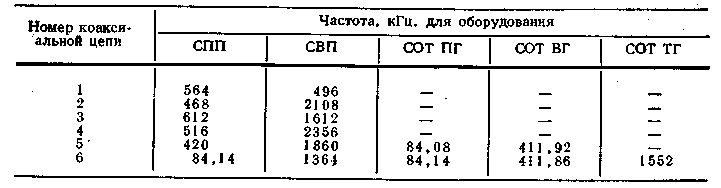 Номер коакси-
альной цепи
Частота, кГц, для оборудования
СПП СВП СОТ ПГ СОТ ВГ СОТ ТГ
1 564 496 — — —
2 468 2108 — — —
3 612 1612 — — —
4 516 2356 — — —
5 420 1860 84,08 411,92 —
6 84,14 1364 84,14 411,86 1552